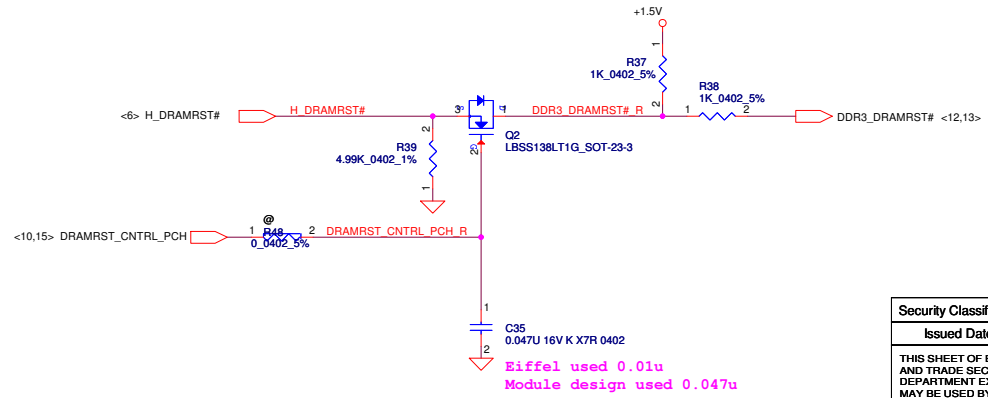 +1.5V
1
R37
1K_0402_5%
2
R38
1K_0402_5%
1 2
<6> H_DRAMRST#
H_DRAMRST#
3 S D 1
DDR3_DRAMRST#_R
DDR3_DRAMRST# <12,13>
Q2
LBSS138LT1G_SOT-23-3
G
2
2
R39
4.99K_0402_1%
1
@
<10,15> DRAMRST_CNTRL_PCH
1 R48 2
0_0402_5%
DRAMRST_CNTRL_PCH_R
1
C35
0.047U 16V K X7R 0402
2
Eiffel used 0.01u
Module design used 0.047u
Security Classif
Issued Date
THIS SHEET OF E
AND TRADE SEC
DEPARTMENT EX
MAY BE USED BY